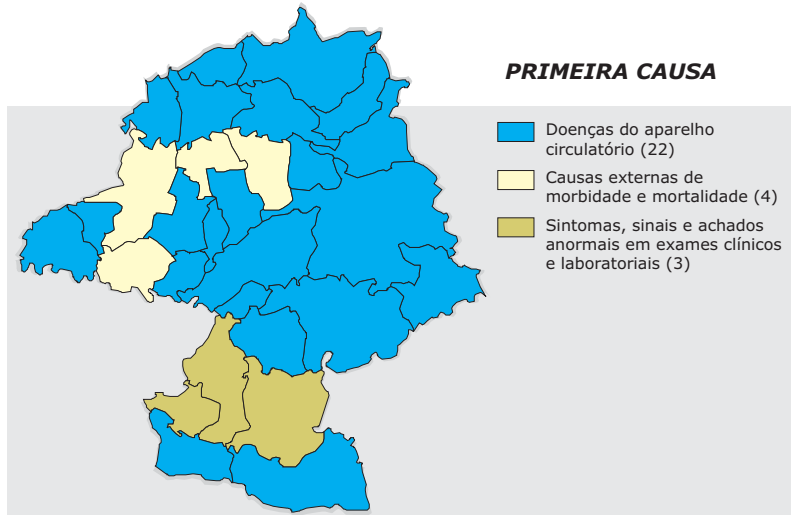 PRIMEIRA CAUSA
Doenças do aparelho
circulatório (22)
Causas externas de
morbidade e mortalidade (4)
Sintomas, sinais e achados
anormais em exames clínicos
e laboratoriais (3)